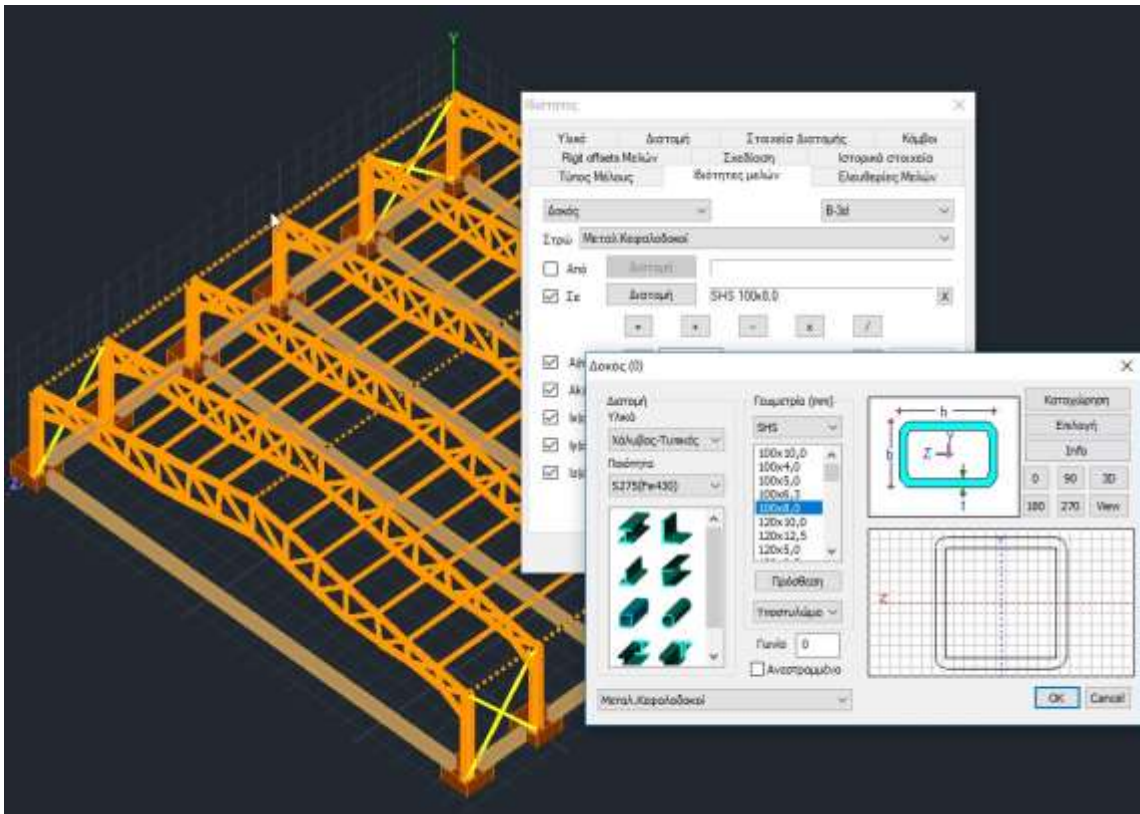 Ιδιότητες
Υλικό Διατομή Στοιχεία Διατομής Κόμβοι
Rigit offsets Μελών Σχεδίαση Ιστορικά στοιχεία
Τύπος Μέλους Ιδιότητες μελών Ελευθερίες Μελών
Δοκός B-3d
Στρώ Μεταλ.Κεφαλοδοκοί
Από Διατομή
Σε Διατομή SHS 100x8,0 X
+ - x /
Δοκός (0)
Διατομή
Υλικό
Χάλυβας-Τυπικός
Ποιότητα
S275(Fe430)
Γεωμετρία (mm)
SHS
100x10,0
100x4,0
100x5,0
100x6,3
100x8,0
120x10,0
120x12,5
120x5,0
Πρόσθεση
Υποστυλώμα
Γωνία 0
Ανεστραμμένο
h
b
Y
Z
t
Καταχώρηση
Επιλογή
Info
0 90 3D
180 270 View
Z
Μεταλ.Κεφαλοδοκοί
OK Cancel
Y
Z